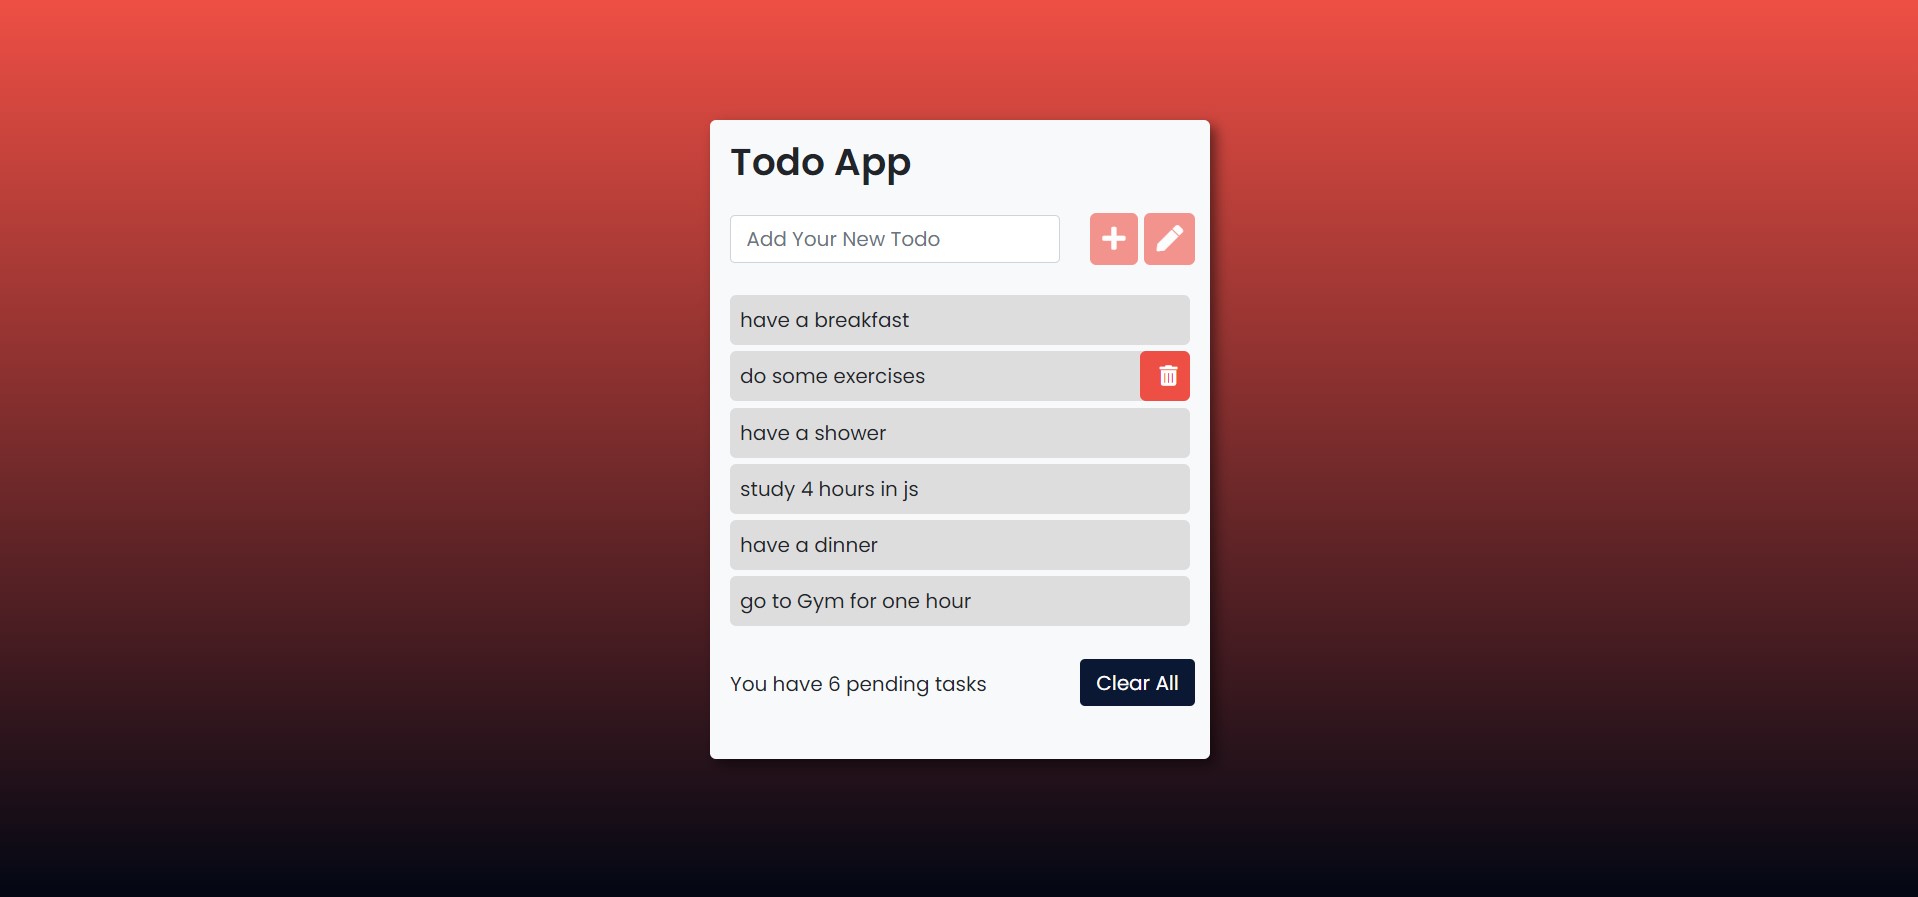 Todo App
Add Your New Todo
have a breakfast
do some exercises
have a shower
study 4 hours in js
have a dinner
go to Gym for one hour
You have 6 pending tasks
Clear All